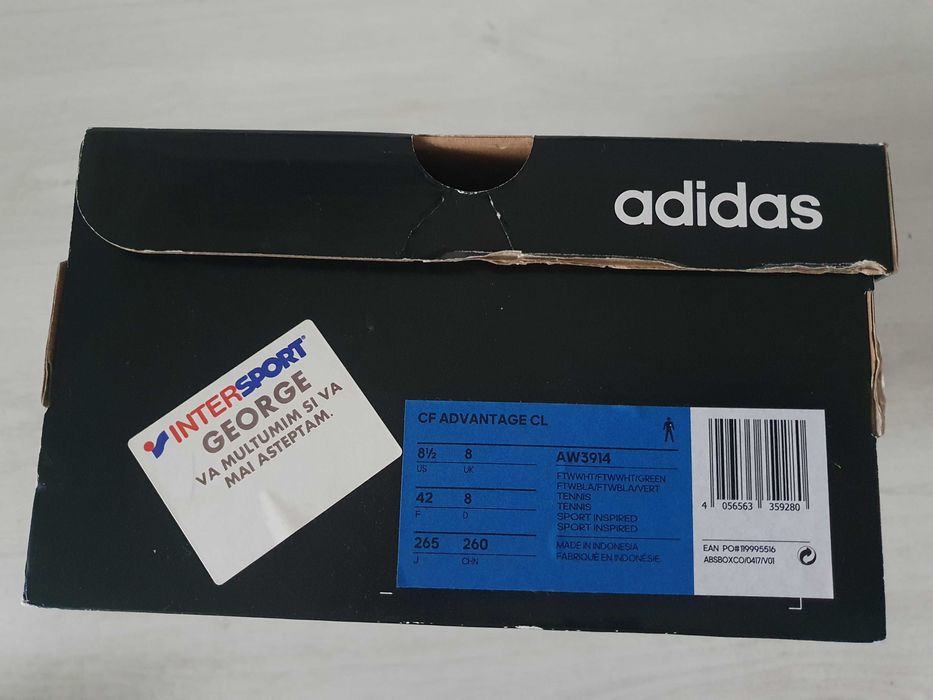 adidas
INTERSPORT®
GEORGE
VA MULTUMIM SI VA
MAI ASTEPTAM.
CF ADVANTAGE CL
8½ 8
US UK
42 8
F D
265 260
J CHN
AW3914
FTWWHT/FTWWHT/GREEN
FTWBLA/FTWBLA/VERT
TENNIS
TENNIS
SPORT INSPIRED
SPORT INSPIRED
MADE IN INDONESIA
FABRIQUÉ EN INDONÉSIE
4 056563 359280
EAN PO#119995516
ABSBOXCO/0417/V01